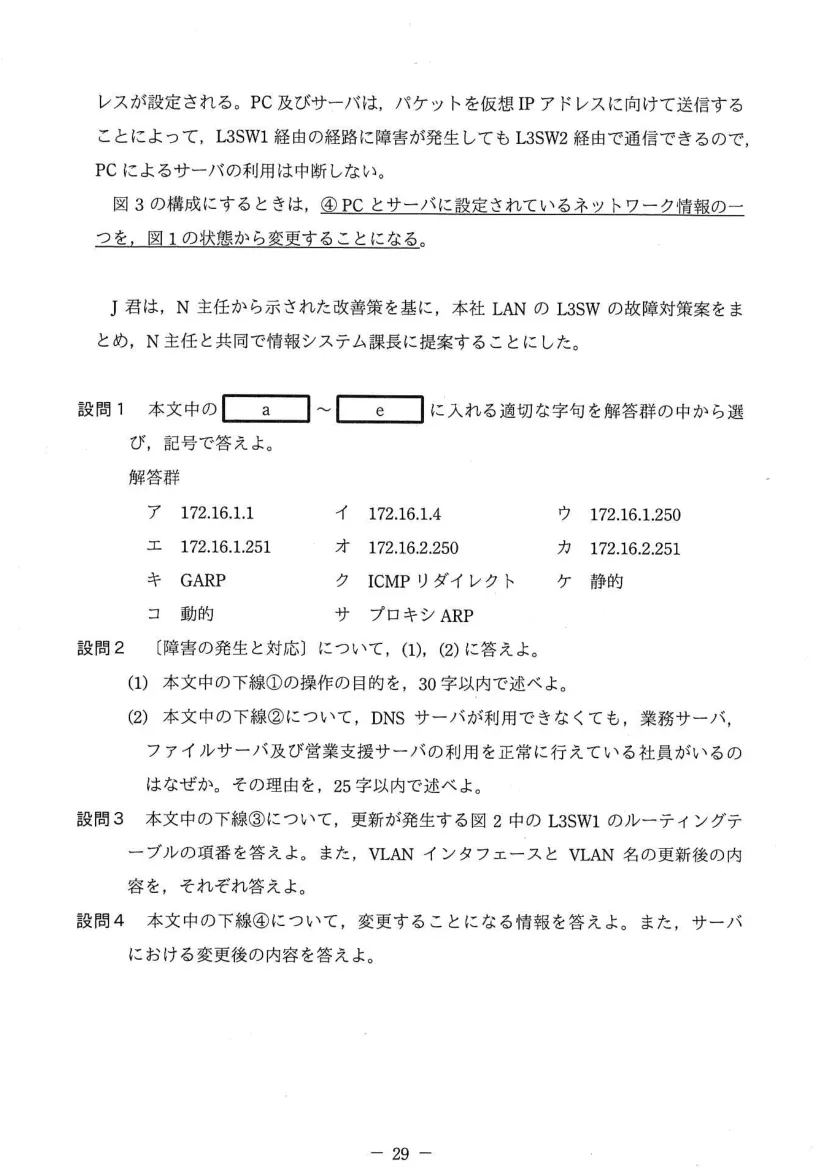 レスが設定される。PC 及びサーバは，パケットを仮想 IP アドレスに向けて送信する
ことによって，L3SW1 経由の経路に障害が発生しても L3SW2 経由で通信できるので，
PC によるサーバの利用は中断しない。
図 3 の構成にするときは，④ PC とサーバに設定されているネットワーク情報の一
つを，図 1 の状態から変更することになる。
J 君は，N 主任から示された改善策を基に，本社 LAN の L3SW の故障対策案をま
とめ，N 主任と共同で情報システム課長に提案することにした。
設問1 本文中の a ～ e に入れる適切な字句を解答群の中から選
び，記号で答えよ。
解答群
ア 172.16.1.1 イ 172.16.1.4 ウ 172.16.1.250
エ 172.16.1.251 オ 172.16.2.250 カ 172.16.2.251
キ GARP ク ICMP リダイレクト ケ 静的
コ 動的 サ プロキシ ARP
設問2 〔障害の発生と対応〕について，(1)，(2) に答えよ。
(1) 本文中の下線①の操作の目的を，30 字以内で述べよ。
(2) 本文中の下線②について，DNS サーバが利用できなくても，業務サーバ，
ファイルサーバ及び営業支援サーバの利用を正常に行えている社員がいるの
はなぜか。その理由を，25 字以内で述べよ。
設問3 本文中の下線③について，更新が発生する図 2 中の L3SW1 のルーティングテ
ーブルの項番を答えよ。また，VLAN インタフェースと VLAN 名の更新後の内
容を，それぞれ答えよ。
設問4 本文中の下線④について，変更することになる情報を答えよ。また，サーバ
における変更後の内容を答えよ。
－ 29 －